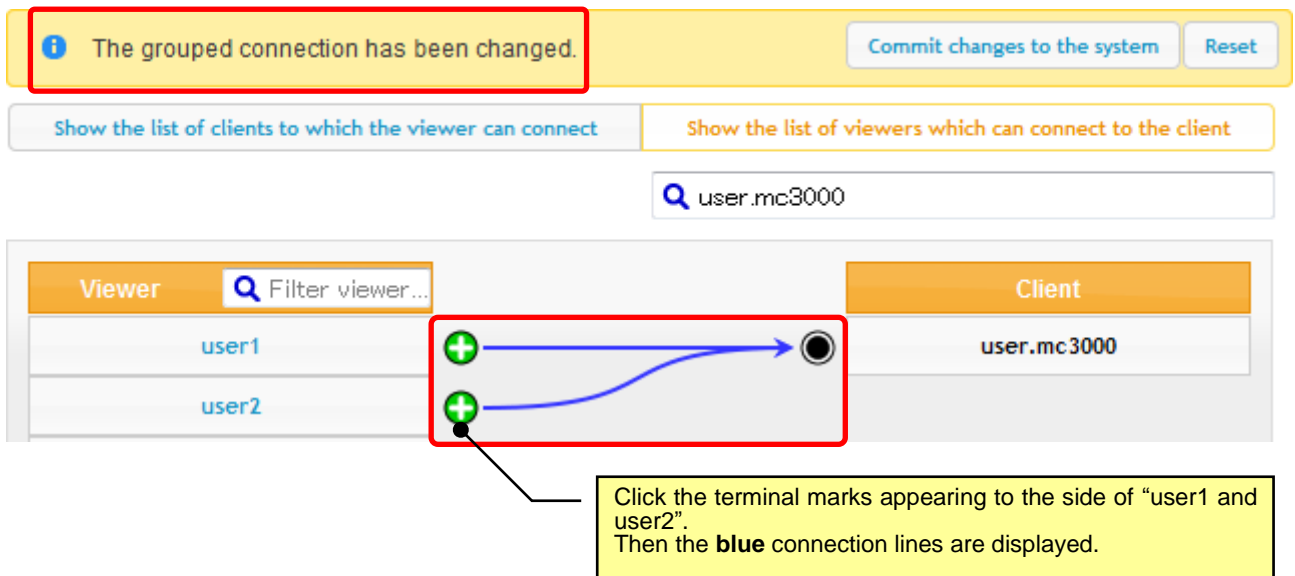 The grouped connection has been changed.
Commit changes to the system
Reset
Show the list of clients to which the viewer can connect
Show the list of viewers which can connect to the client
user.mc3000
Viewer
Filter viewer...
Client
user1
user.mc3000
user2
Click the terminal marks appearing to the side of “user1 and
user2”.
Then the blue connection lines are displayed.